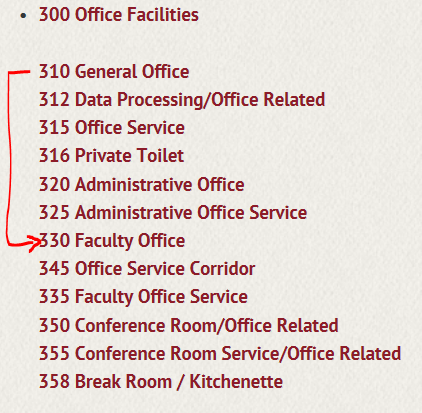 300 Office Facilities
310 General Office
312 Data Processing/Office Related
315 Office Service
316 Private Toilet
320 Administrative Office
325 Administrative Office Service
330 Faculty Office
345 Office Service Corridor
335 Faculty Office Service
350 Conference Room/Office Related
355 Conference Room Service/Office Related
358 Break Room / Kitchenette